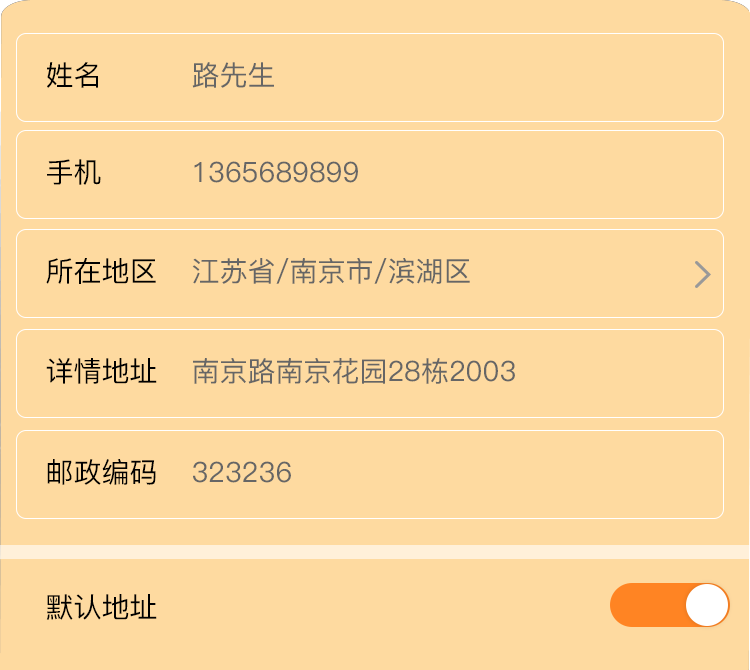 姓名 路先生
手机 1365689899
所在地区 江苏省/南京市/滨湖区
详情地址 南京路南京花园28栋2003
邮政编码 323236
默认地址